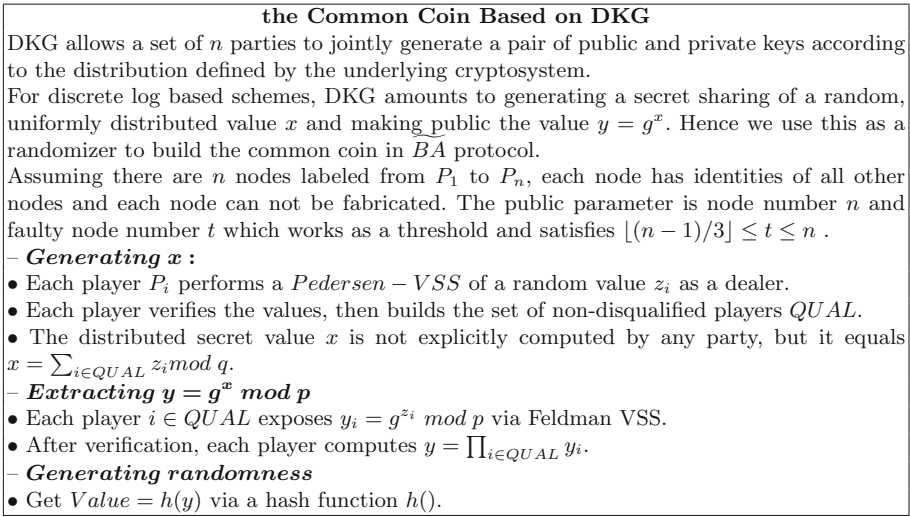 the Common Coin Based on DKG
DKG allows a set of n parties to jointly generate a pair of public and private keys according
to the distribution defined by the underlying cryptosystem.
For discrete log based schemes, DKG amounts to generating a secret sharing of a random,
uniformly distributed value x and making public the value y = g^x. Hence we use this as a
randomizer to build the common coin in \widetilde{BA} protocol.
Assuming there are n nodes labeled from P_1 to P_n, each node has identities of all other
nodes and each node can not be fabricated. The public parameter is node number n and
faulty node number t which works as a threshold and satisfies ⌊(n − 1)/3⌋ ≤ t ≤ n .
– Generating x :
• Each player P_i performs a Pedersen − VSS of a random value z_i as a dealer.
• Each player verifies the values, then builds the set of non-disqualified players QUAL.
• The distributed secret value x is not explicitly computed by any party, but it equals
x = ∑_{i∈QUAL} z_i mod q.
– Extracting y = g^x mod p
• Each player i ∈ QUAL exposes y_i = g^{z_i} mod p via Feldman VSS.
• After verification, each player computes y = ∏_{i∈QUAL} y_i.
– Generating randomness
• Get Value = h(y) via a hash function h().